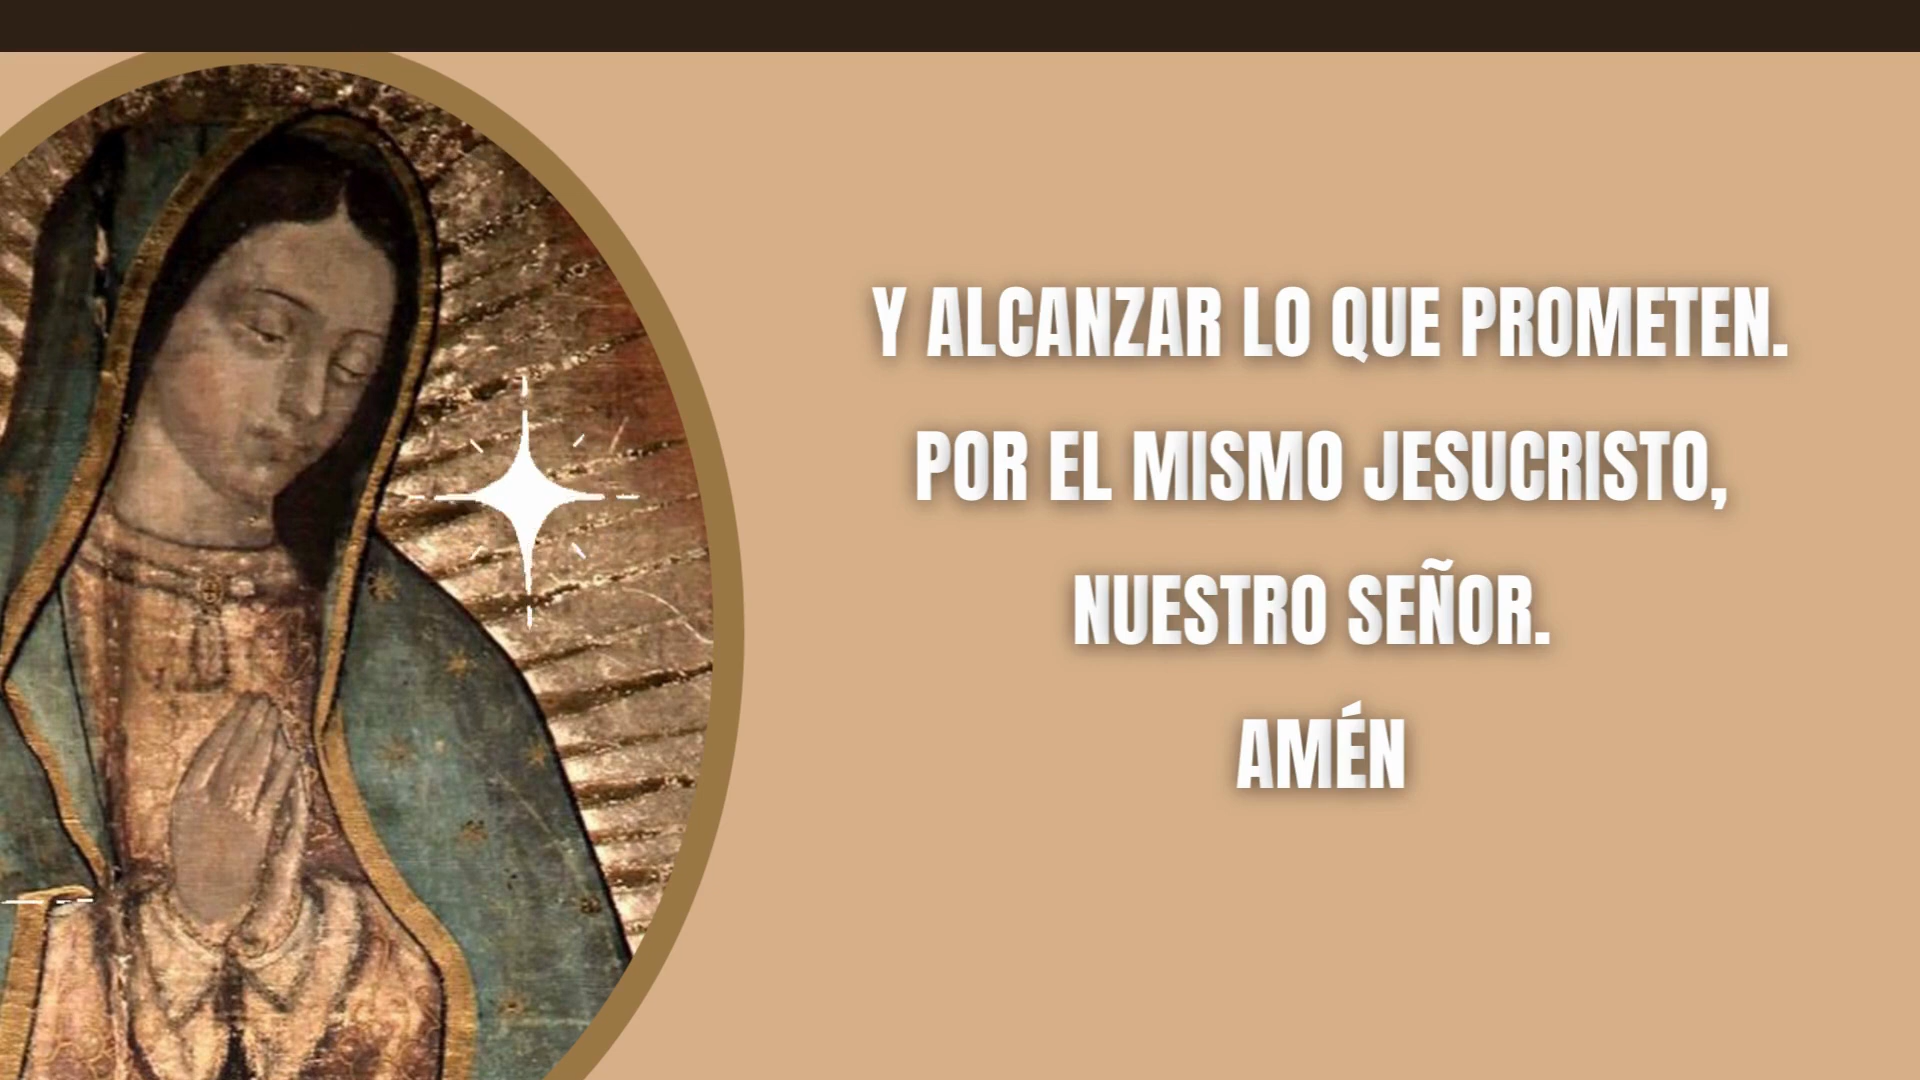 Y ALCANZAR LO QUE PROMETEN.
POR EL MISMO JESUCRISTO,
NUESTRO SEÑOR.
AMÉN